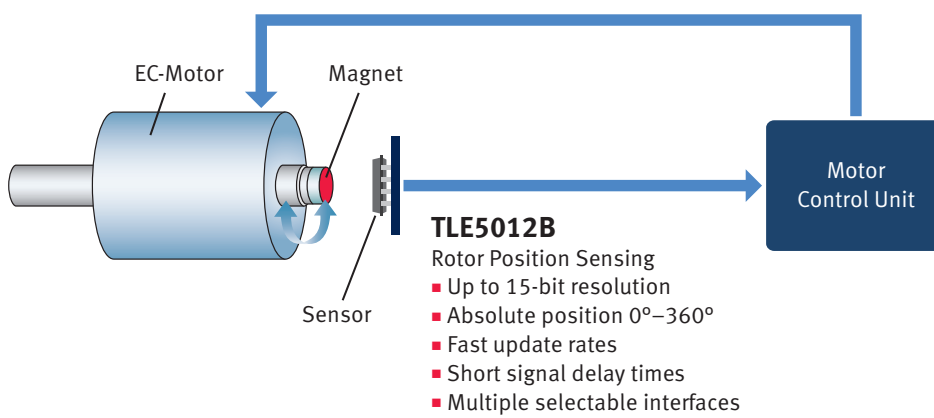 EC-Motor
Magnet
Motor
Control Unit
Sensor
TLE5012B
Rotor Position Sensing
■ Up to 15-bit resolution
■ Absolute position 0°–360°
■ Fast update rates
■ Short signal delay times
■ Multiple selectable interfaces